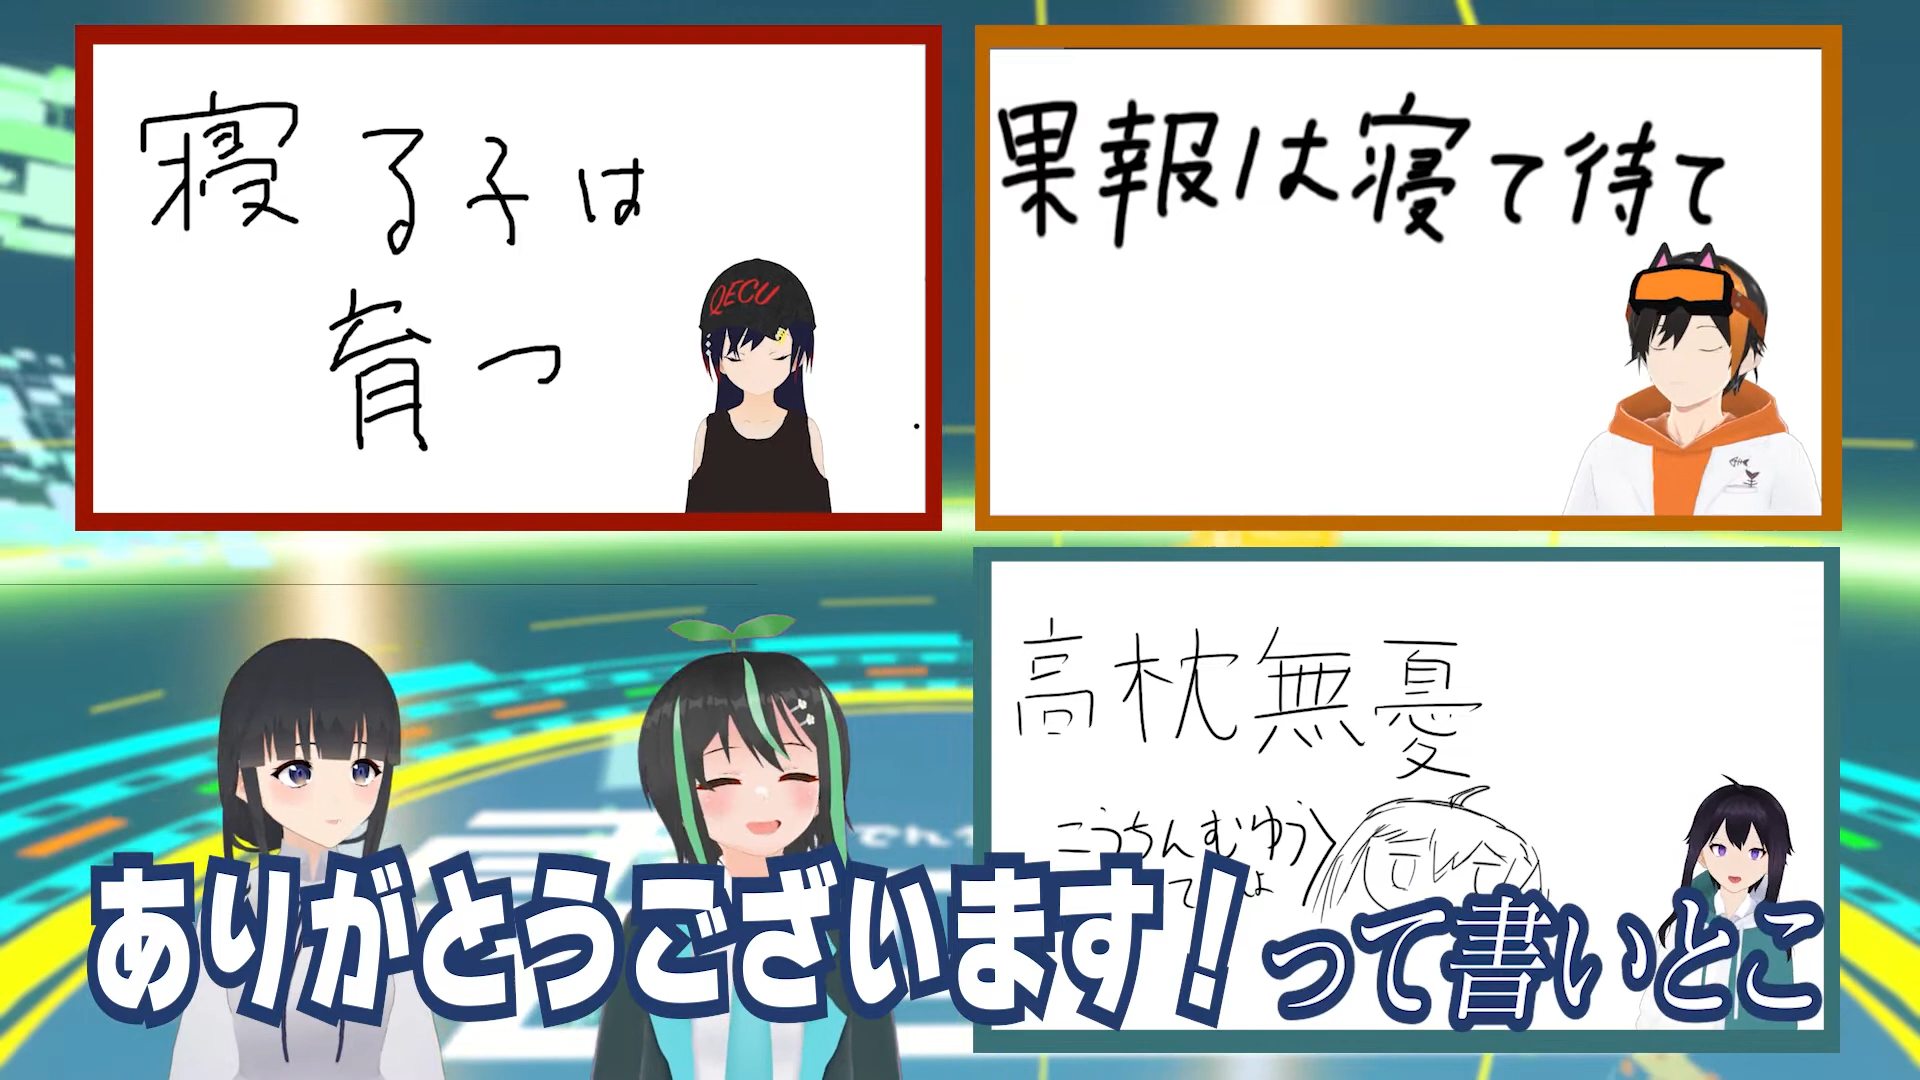 寝る子は
育つ
QECU
果報は寝て待て
高枕無憂
こうちんむゆう
ありがとうございます!って書いとこ